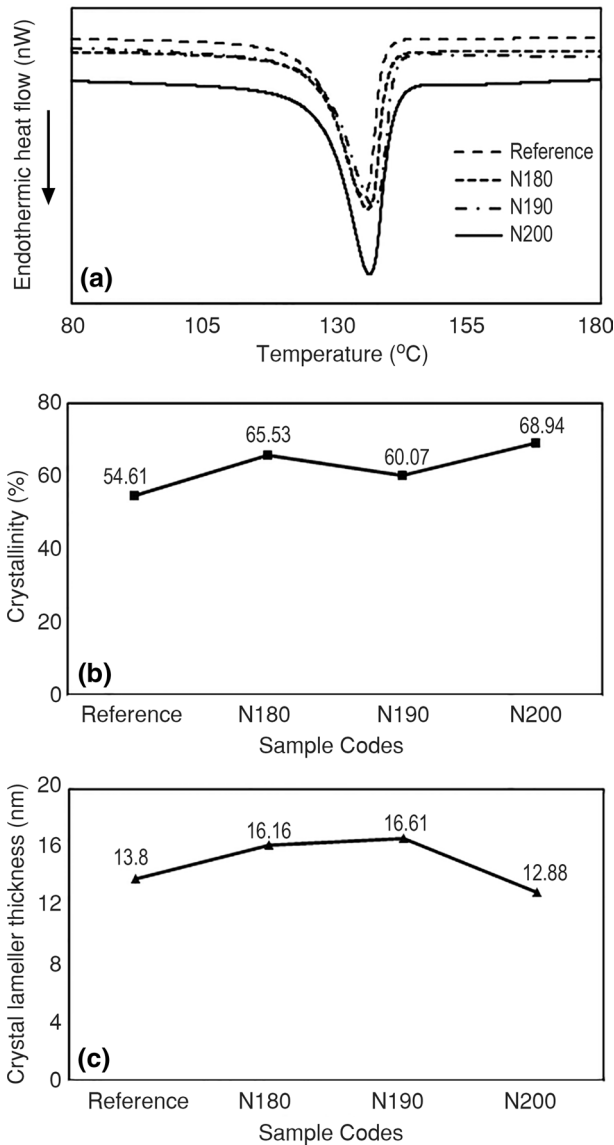 Endothermic heat flow (nW)
Reference
N180
N190
N200
(a)
80 105 130 155 180
Temperature (°C)
Crystallinity (%)
80
60
40
20
0
54.61
65.53
60.07
68.94
(b)
Reference N180 N190 N200
Sample Codes
Crystal lameller thickness (nm)
20
16
12
8
4
0
13.8
16.16
16.61
12.88
(c)
Reference N180 N190 N200
Sample Codes